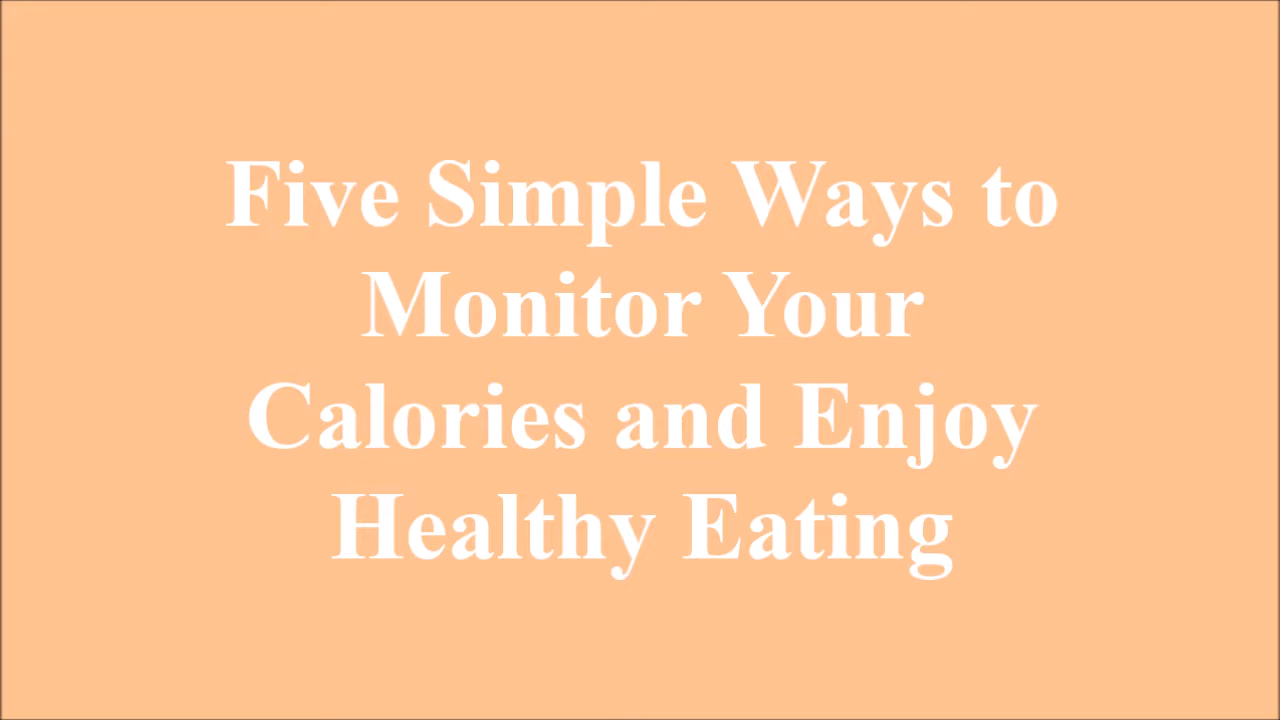 Five Simple Ways to
Monitor Your
Calories and Enjoy
Healthy Eating